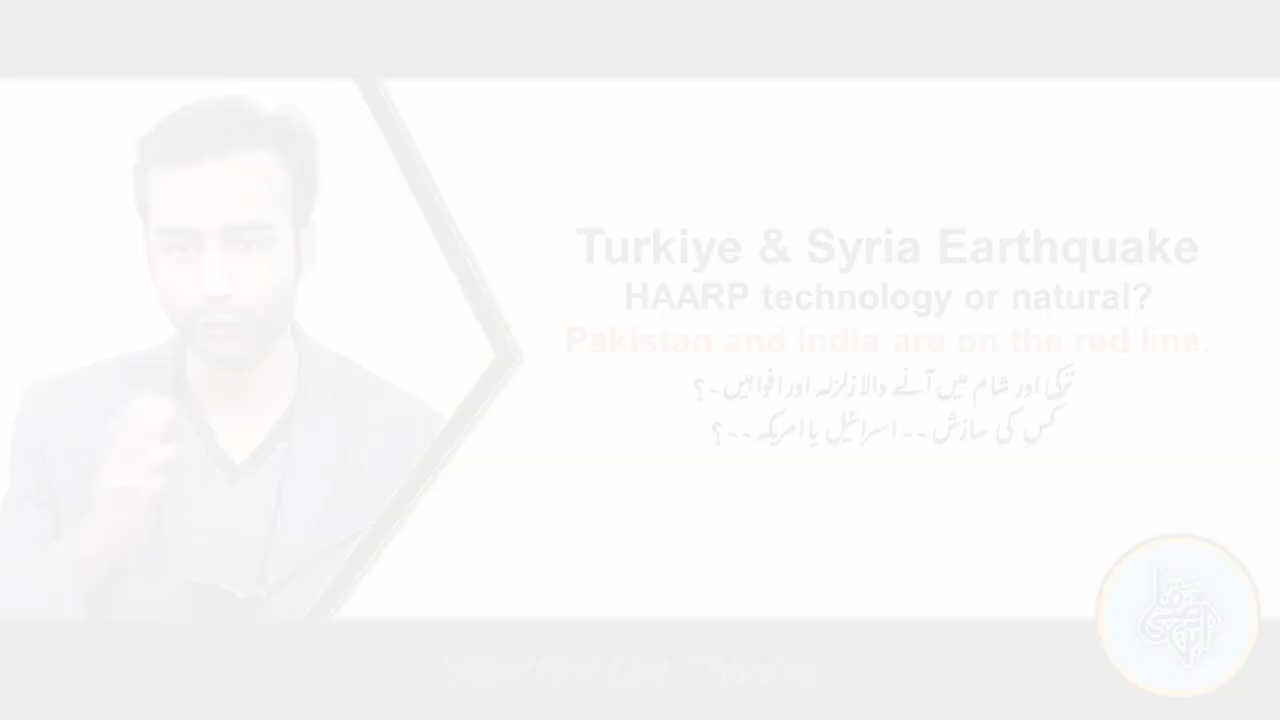 Turkiye & Syria Earthquake
HAARP technology or natural?
Pakistan and India are on the red line.
ترکی اور شام میں آنے والا زلزلہ اور افواہیں۔؟
کس کی سازش ۔۔اسرائیل یا امریکہ ۔۔؟